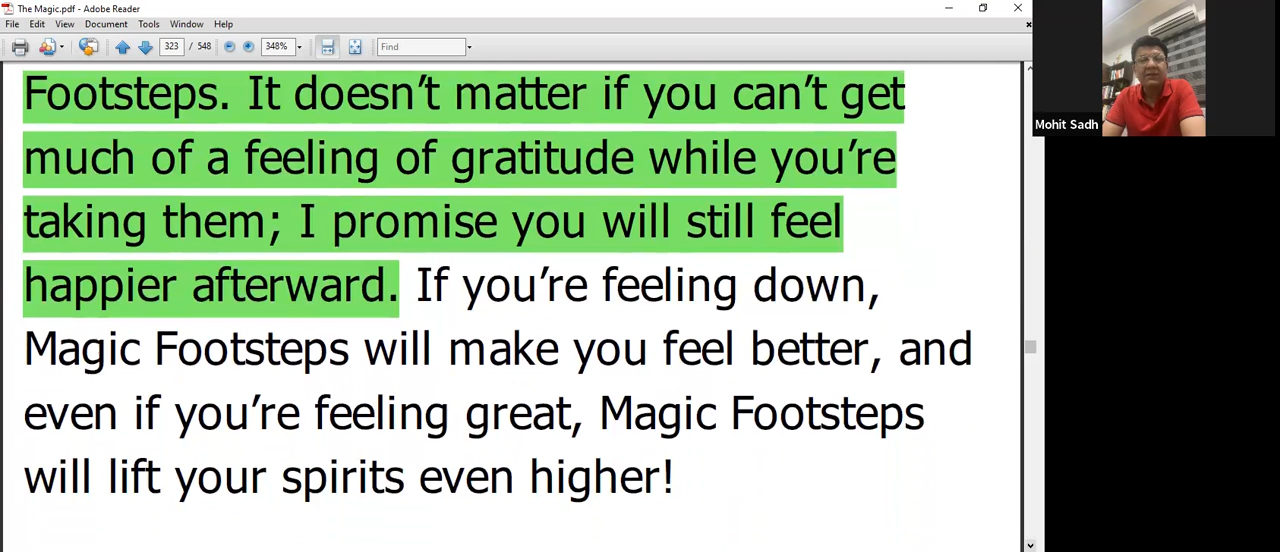 The Magic.pdf - Adobe Reader
File Edit View Document Tools Window Help
323 / 548 348% Find
Footsteps. It doesn't matter if you can't get
much of a feeling of gratitude while you're
taking them; I promise you will still feel
happier afterward. If you're feeling down,
Magic Footsteps will make you feel better, and
even if you're feeling great, Magic Footsteps
will lift your spirits even higher!
Mohit Sadh